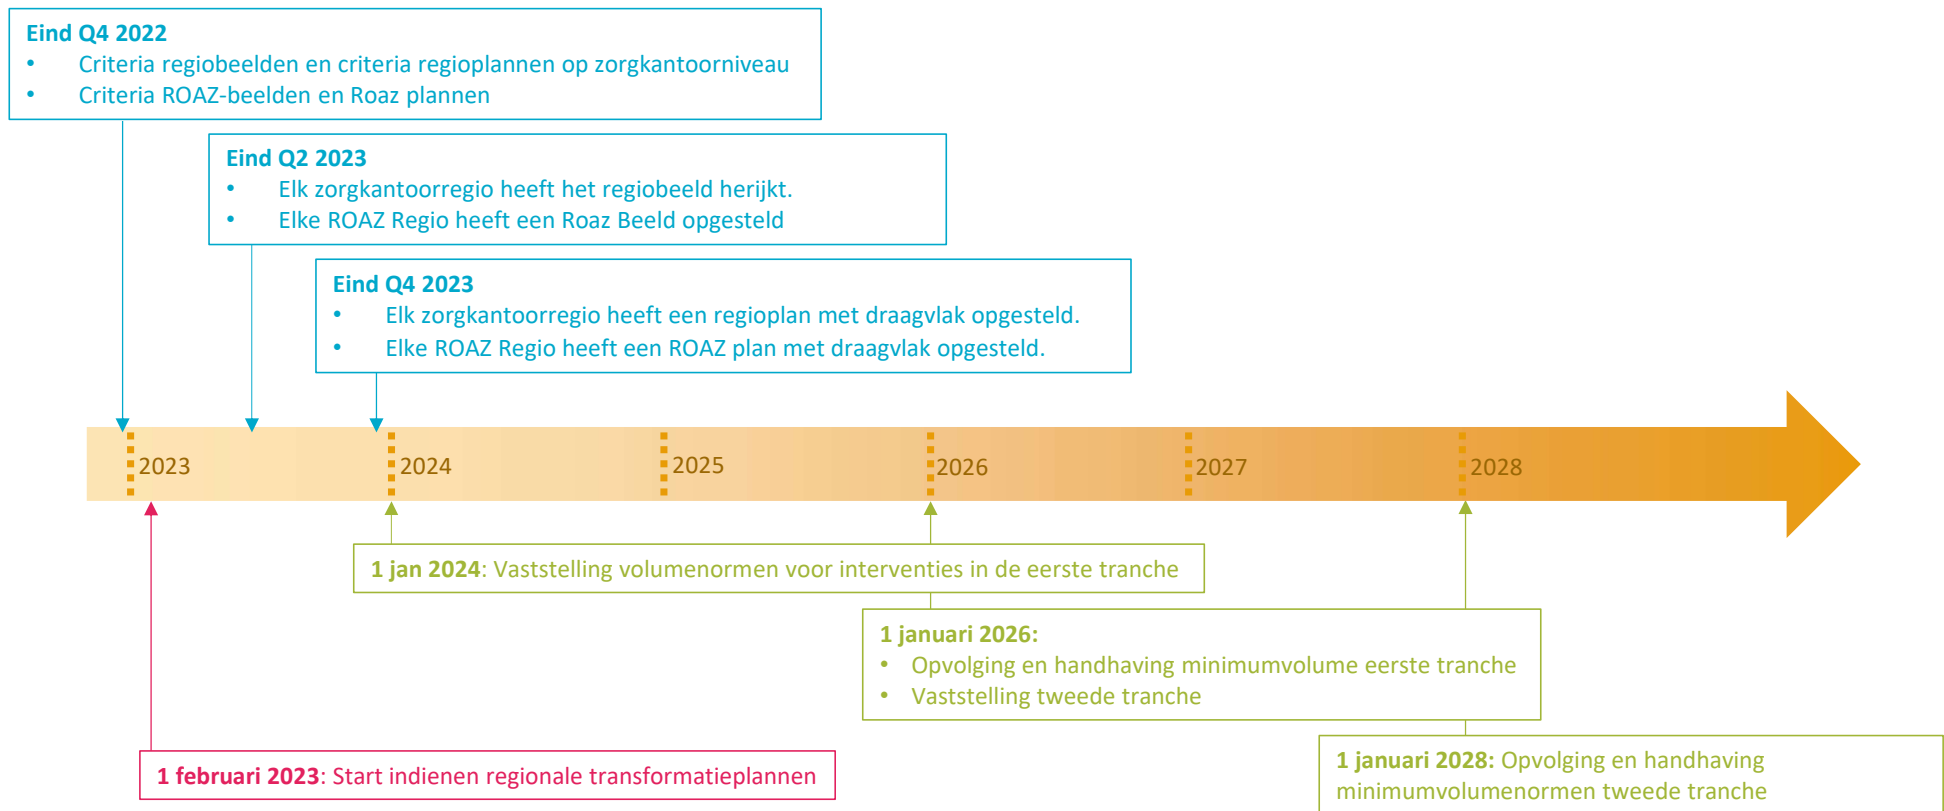 Eind Q4 2022
• Criteria regiobeelden en criteria regioplannen op zorgkantoorniveau
• Criteria ROAZ-beelden en Roaz plannen
Eind Q2 2023
• Elk zorgkantoorregio heeft het regiobeeld herijkt.
• Elke ROAZ Regio heeft een Roaz Beeld opgesteld
Eind Q4 2023
• Elk zorgkantoorregio heeft een regioplan met draagvlak opgesteld.
• Elke ROAZ Regio heeft een ROAZ plan met draagvlak opgesteld.
2023
2024
2025
2026
2027
2028
1 jan 2024: Vaststelling volumenormen voor interventies in de eerste tranche
1 januari 2026:
• Opvolging en handhaving minimumvolume eerste tranche
• Vaststelling tweede tranche
1 februari 2023: Start indienen regionale transformatieplannen
1 januari 2028: Opvolging en handhaving
minimumvolumenormen tweede tranche